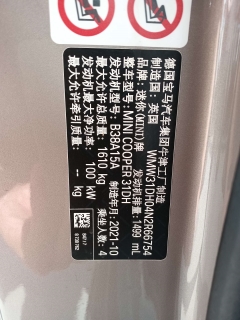 德国宝马汽车集团牛津工厂制造
制造国：英国 WMW31DH04N2R66754
品牌：迷你(MINI)牌 发动机排量：1499 mL
整车型号：MINI COOPER 31DH
发动机型号：B38A15A 制造年月：2021-10
最大允许总质量：1610 kg 乘坐人数：4
发动机最大净功率：100 kW
最大允许牵引质量： -- kg